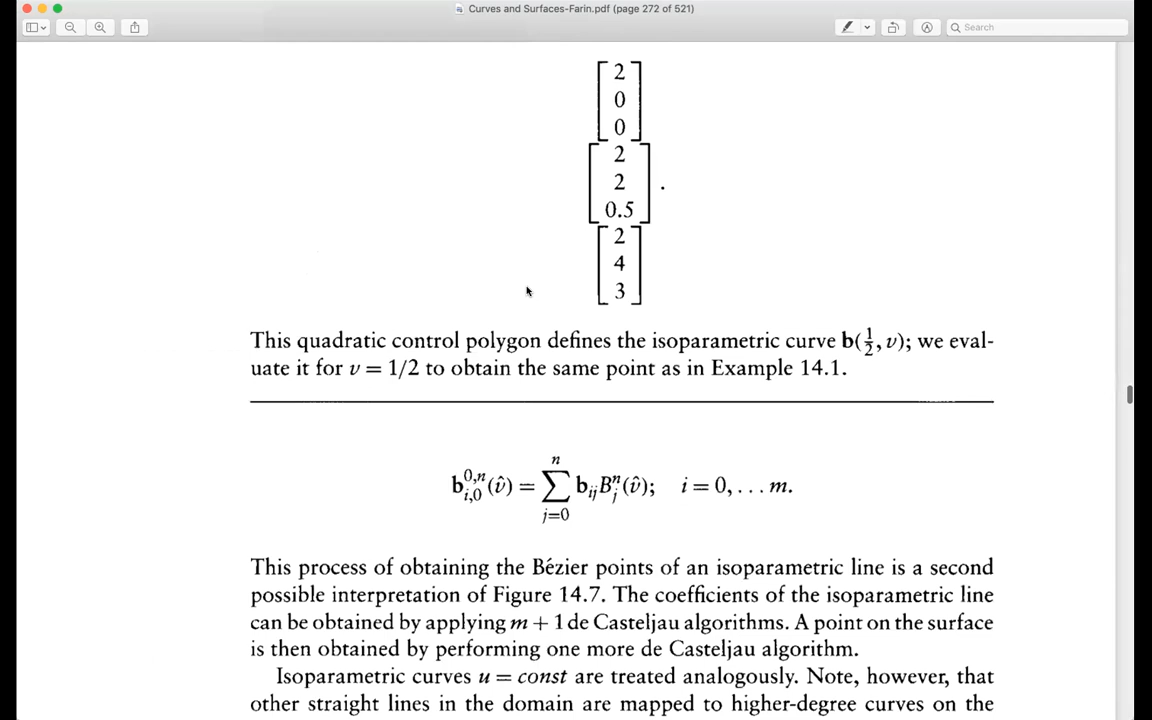 Curves and Surfaces-Farin.pdf (page 272 of 521)
Search
2
0
0
2
2
0.5
.
2
4
3
This quadratic control polygon defines the isoparametric curve b(½, v); we eval-
uate it for v = 1/2 to obtain the same point as in Example 14.1.
b_{i,0}^{0,n}(v̂) = ∑_{j=0}^{n} b_{ij}B_j^n(v̂); i = 0, . . . m.
This process of obtaining the Bézier points of an isoparametric line is a second
possible interpretation of Figure 14.7. The coefficients of the isoparametric line
can be obtained by applying m + 1 de Casteljau algorithms. A point on the surface
is then obtained by performing one more de Casteljau algorithm.
Isoparametric curves u = const are treated analogously. Note, however, that
other straight lines in the domain are mapped to higher-degree curves on the